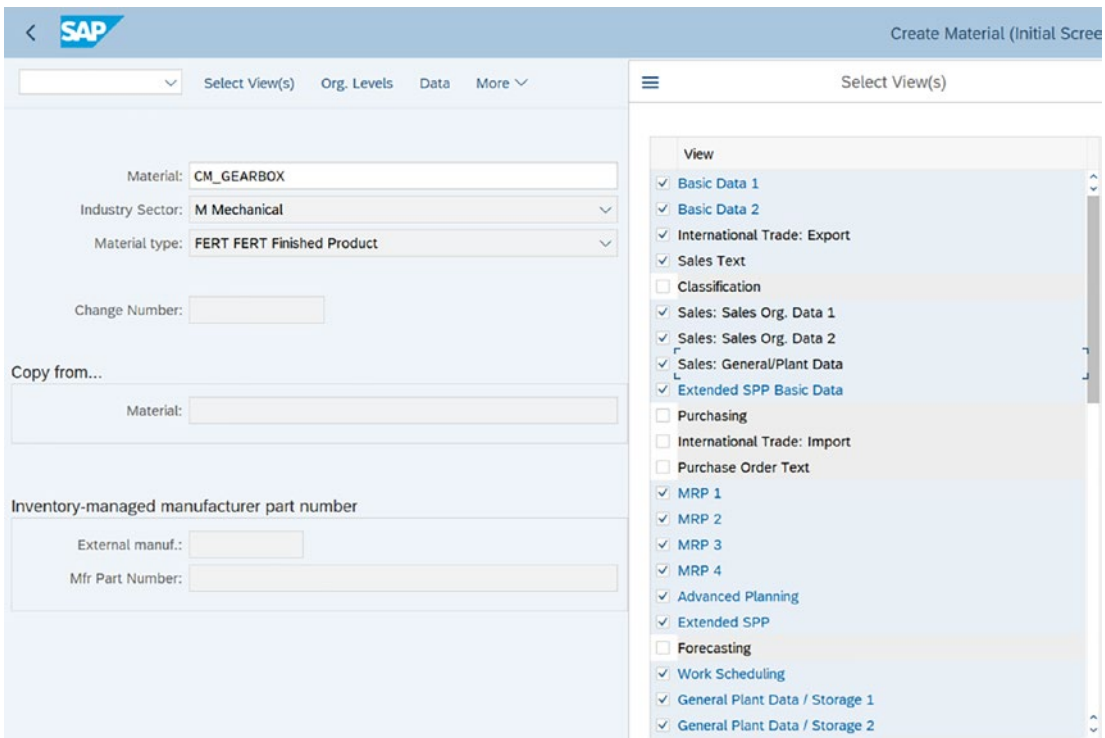 SAP
Create Material (Initial Scree
Select View(s) Org. Levels Data More
Select View(s)
Material: CM_GEARBOX
Industry Sector: M Mechanical
Material type: FERT FERT Finished Product
Change Number:
Copy from...
Material:
Inventory-managed manufacturer part number
External manuf.:
Mfr Part Number:
View
Basic Data 1
Basic Data 2
International Trade: Export
Sales Text
Classification
Sales: Sales Org. Data 1
Sales: Sales Org. Data 2
Sales: General/Plant Data
Extended SPP Basic Data
Purchasing
International Trade: Import
Purchase Order Text
MRP 1
MRP 2
MRP 3
MRP 4
Advanced Planning
Extended SPP
Forecasting
Work Scheduling
General Plant Data / Storage 1
General Plant Data / Storage 2